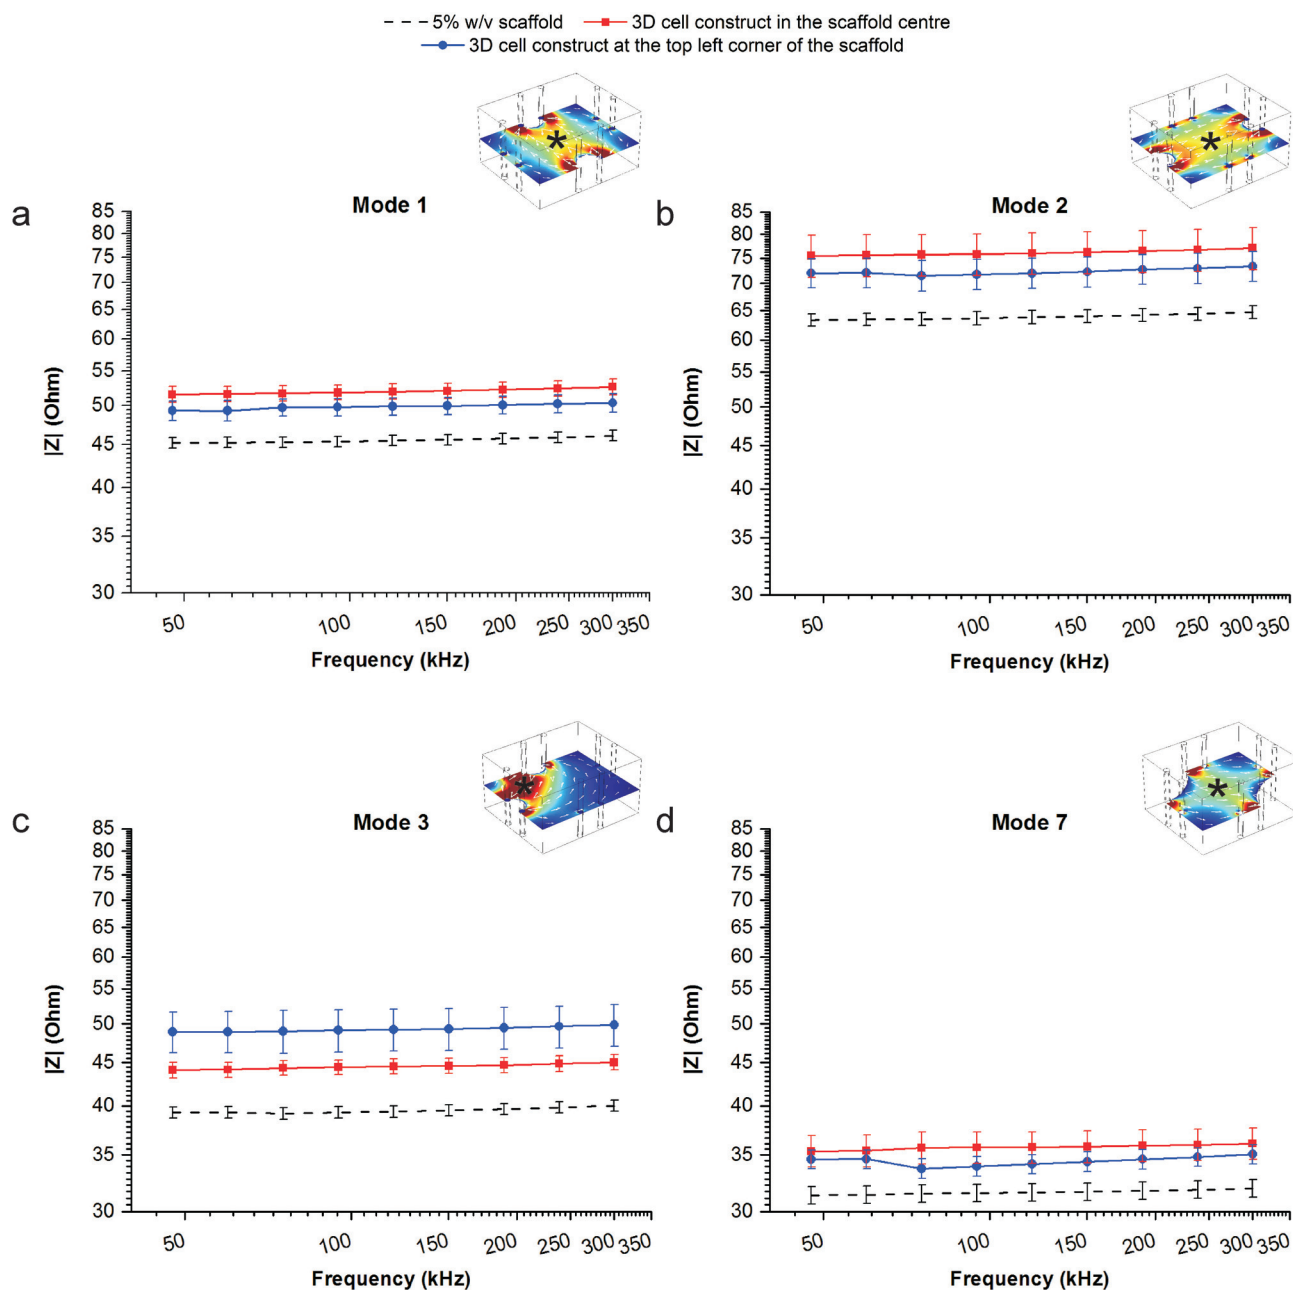 5% w/v scaffold 3D cell construct in the scaffold centre
3D cell construct at the top left corner of the scaffold
*
*
a
Mode 1
b
Mode 2
85
80
75
70
65
60
55
50
45
40
35
30
|Z| (Ohm)
50 100 150 200 250 300 350
Frequency (kHz)
85
80
75
70
65
60
55
50
45
40
35
30
|Z| (Ohm)
50 100 150 200 250 300 350
Frequency (kHz)
*
*
c
Mode 3
d
Mode 7
85
80
75
70
65
60
55
50
45
40
35
30
|Z| (Ohm)
50 100 150 200 250 300 350
Frequency (kHz)
85
80
75
70
65
60
55
50
45
40
35
30
|Z| (Ohm)
50 100 150 200 250 300 350
Frequency (kHz)